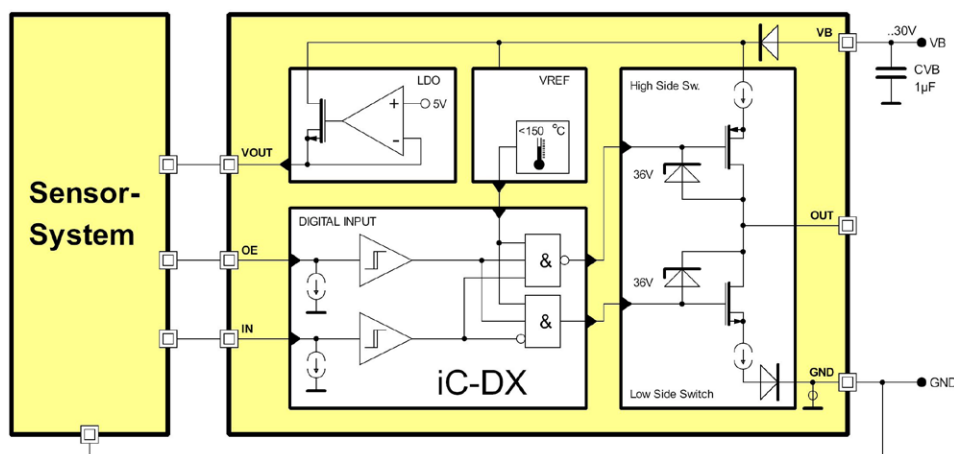 VB
..30V
VB
CVB
1µF
LDO
+
5V
-
VREF
<150 °C
High Side Sw.
VOUT
36V
Sensor-
System
DIGITAL INPUT
OUT
OE
&
36V
IN
&
iC-DX
GND
GND
Low Side Switch